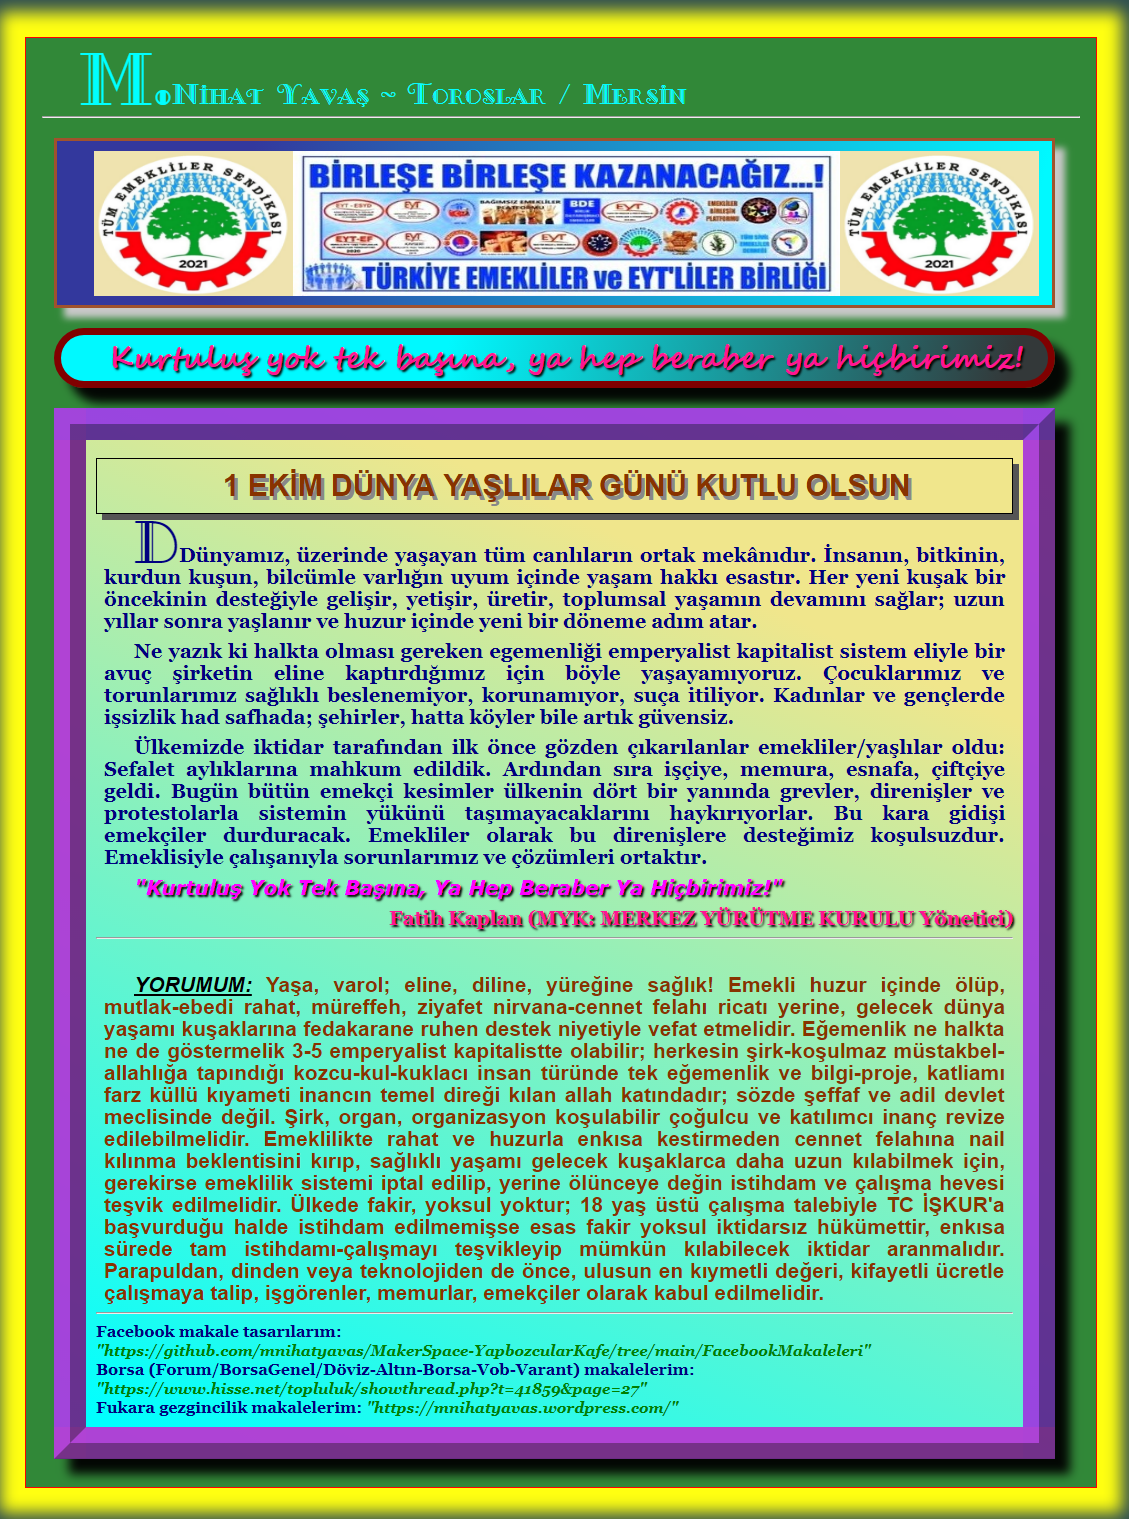 M.Nihat Yavaş ~ Toroslar / Mersin
TÜM EMEKLİLER SENDİKASI
2021
BİRLEŞE BİRLEŞE KAZANACAĞIZ...!
EYT - ESYD
EYT
BAĞIMSIZ EMEKLİLER
BDE
EYT
EMEKLİLER
BİRLEŞİN
PLATFORMU
EYT-EF
EYT
EYT
TÜRKİYE EMEKLİLER ve EYT'LİLER BİRLİĞİ
TÜM EMEKLİLER SENDİKASI
2021
Kurtuluş yok tek başına, ya hep beraber ya hiçbirimiz!
1 EKİM DÜNYA YAŞLILAR GÜNÜ KUTLU OLSUN
DDünyamız, üzerinde yaşayan tüm canlıların ortak mekânıdır. İnsanın, bitkinin,
kurdun kuşun, bilcümle varlığın uyum içinde yaşam hakkı esastır. Her yeni kuşak bir
öncekinin desteğiyle gelişir, yetişir, üretir, toplumsal yaşamın devamını sağlar; uzun
yıllar sonra yaşlanır ve huzur içinde yeni bir döneme adım atar.
Ne yazık ki halkta olması gereken egemenliği emperyalist kapitalist sistem eliyle bir
avuç şirketin eline kaptırdığımız için böyle yaşayamıyoruz. Çocuklarımız ve
torunlarımız sağlıklı beslenemiyor, korunamıyor, suça itiliyor. Kadınlar ve gençlerde
işsizlik had safhada; şehirler, hatta köyler bile artık güvensiz.
Ülkemizde iktidar tarafından ilk önce gözden çıkarılanlar emekliler/yaşlılar oldu:
Sefalet aylıklarına mahkum edildik. Ardından sıra işçiye, memura, esnafa, çiftçiye
geldi. Bugün bütün emekçi kesimler ülkenin dört bir yanında grevler, direnişler ve
protestolarla sistemin yükünü taşımayacaklarını haykırıyorlar. Bu kara gidişi
emekçiler durduracak. Emekliler olarak bu direnişlere desteğimiz koşulsuzdur.
Emeklisiyle çalışanıyla sorunlarımız ve çözümleri ortaktır.
"Kurtuluş Yok Tek Başına, Ya Hep Beraber Ya Hiçbirimiz!"
Fatih Kaplan (MYK: MERKEZ YÜRÜTME KURULU Yönetici)
YORUMUM: Yaşa, varol; eline, diline, yüreğine sağlık! Emekli huzur içinde ölüp,
mutlak-ebedi rahat, müreffeh, ziyafet nirvana-cennet felahı ricatı yerine, gelecek dünya
yaşamı kuşaklarına fedakarane ruhen destek niyetiyle vefat etmelidir. Eğemenlik ne halkta
ne de göstermelik 3-5 emperyalist kapitalistte olabilir; herkesin şirk-koşulmaz müstakbel-
allahlığa tapındığı kozcu-kul-kuklacı insan türünde tek eğemenlik ve bilgi-proje, katliamı
farz küllü kıyameti inancın temel direği kılan allah katındadır; sözde şeffaf ve adil devlet
meclisinde değil. Şirk, organ, organizasyon koşulabilir çoğulcu ve katılımcı inanç revize
edilebilmelidir. Emeklilikte rahat ve huzurla enkısa kestirmeden cennet felahına nail
kılınma beklentisini kırıp, sağlıklı yaşamı gelecek kuşaklarca daha uzun kılabilmek için,
gerekirse emeklilik sistemi iptal edilip, yerine ölünceye değin istihdam ve çalışma hevesi
teşvik edilmelidir. Ülkede fakir, yoksul yoktur; 18 yaş üstü çalışma talebiyle TC İŞKUR'a
başvurduğu halde istihdam edilmemişse esas fakir yoksul iktidarsız hükümettir, enkısa
sürede tam istihdamı-çalışmayı teşvikleyip mümkün kılabilecek iktidar aranmalıdır.
Parapuldan, dinden veya teknolojiden de önce, ulusun en kıymetli değeri, kifayetli ücretle
çalışmaya talip, işgörenler, memurlar, emekçiler olarak kabul edilmelidir.
Facebook makale tasarılarım:
"https://github.com/mnihatyavas/MakerSpace-YapbozcularKafe/tree/main/FacebookMakaleleri"
Borsa (Forum/BorsaGenel/Döviz-Altın-Borsa-Vob-Varant) makalelerim:
"https://www.hisse.net/topluluk/showthread.php?t=41859&page=27"
Fukara gezgincilik makalelerim: "https://mnihatyavas.wordpress.com/"